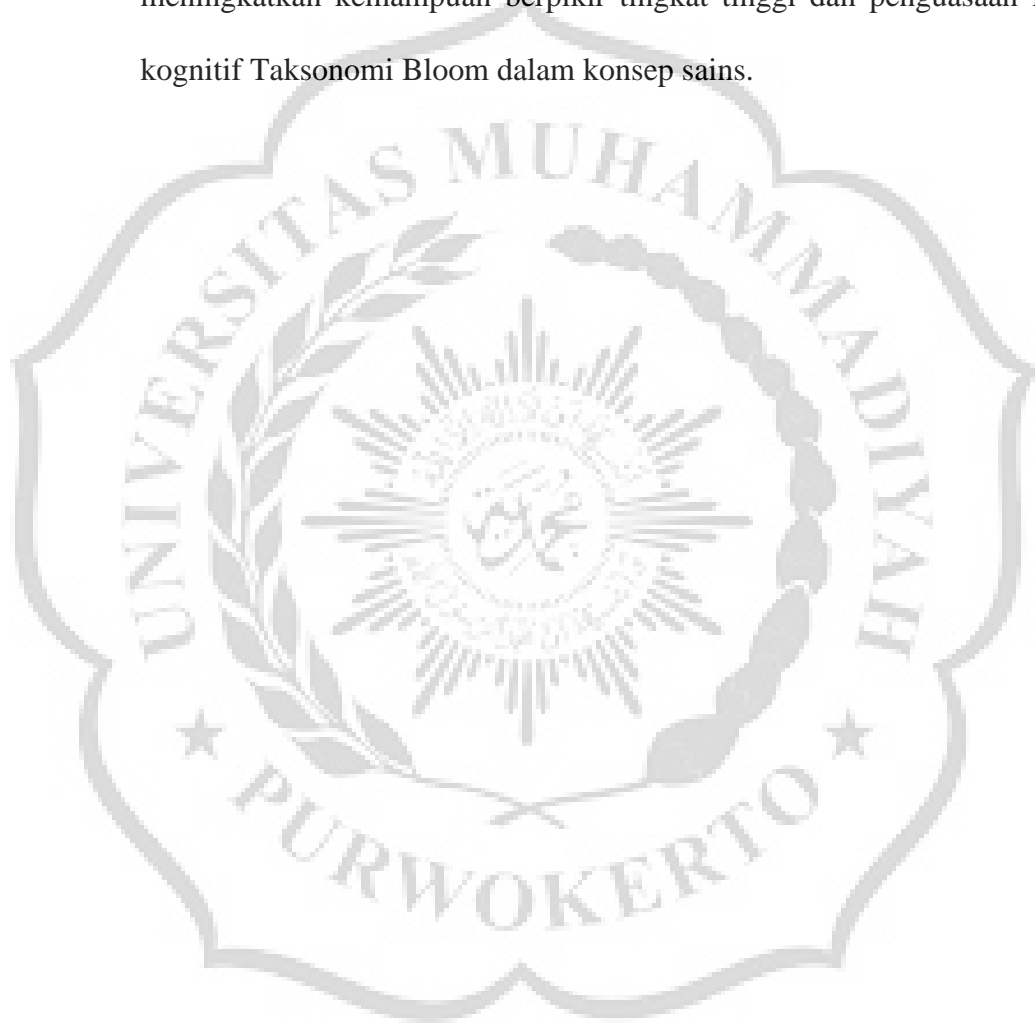 meningkatkan kemampuan berpikir tingkat tinggi dan penguasaan
kognitif Taksonomi Bloom dalam konsep sains.
UNIVERSITAS MUHAMMADIYAH
PURWOKERTO